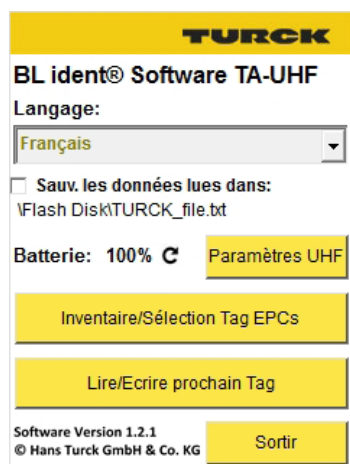 TURCK
BL ident® Software TA-UHF
Langage:
Français
Sauv. les données lues dans:
\Flash Disk\TURCK_file.txt
Batterie: 100% Paramètres UHF
Inventaire/Sélection Tag EPCs
Lire/Ecrire prochain Tag
Software Version 1.2.1
© Hans Turck GmbH & Co. KG
Sortir